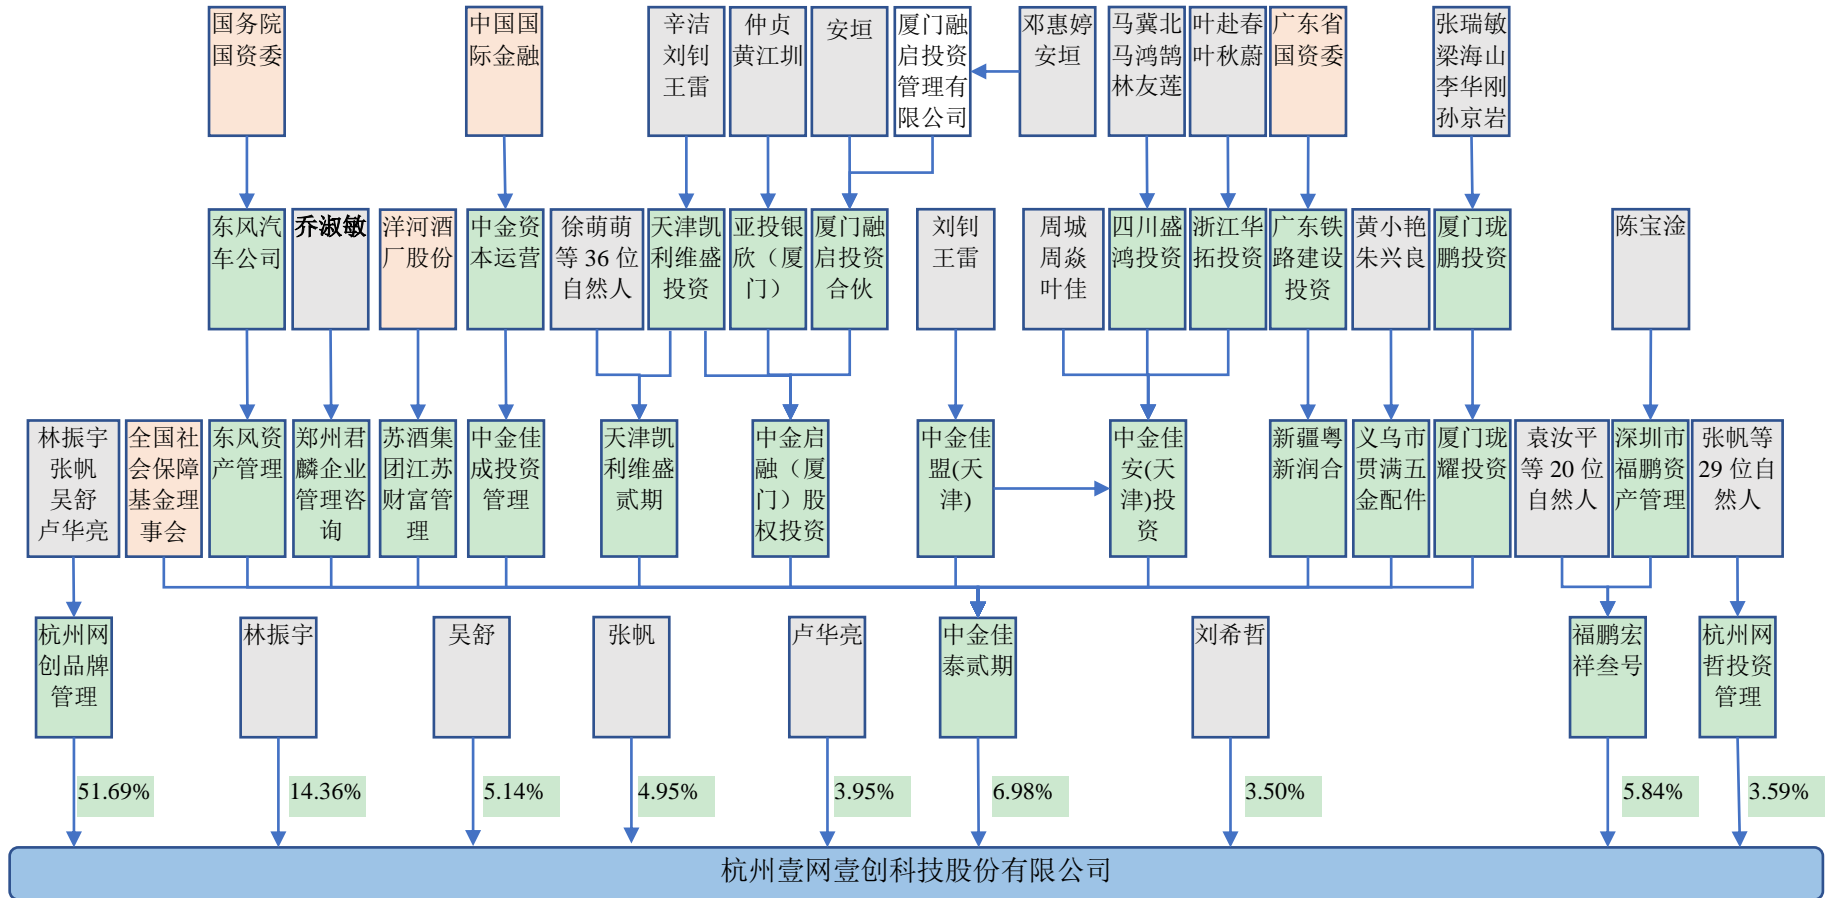 国务院
国资委
中国国
际金融
辛洁
刘钊
王雷
仲贞
黄江圳
安垣
厦门融
启投资
管理有
限公司
邓惠婷
安垣
马冀北
马鸿鹄
林友莲
叶赴春
叶秋蔚
广东省
国资委
张瑞敏
梁海山
李华刚
孙京岩
东风汽
车公司
乔淑敏
洋河酒
厂股份
中金资
本运营
徐萌萌
等 36 位
自然人
天津凯
利维盛
投资
亚投银
欣（厦
门）
厦门融
启投资
合伙
刘钊
王雷
周城
周焱
叶佳
四川盛
鸿投资
浙江华
拓投资
广东铁
路建设
投资
黄小艳
朱兴良
厦门珑
鹏投资
陈宝淦
林振宇
张帆
吴舒
卢华亮
全国社
会保障
基金理
事会
东风资
产管理
郑州君
麟企业
管理咨
询
苏酒集
团江苏
财富管
理
中金佳
成投资
管理
天津凯
利维盛
贰期
中金启
融（厦
门）股
权投资
中金佳
盟(天
津)
中金佳
安(天
津)投
资
新疆粤
新润合
义乌市
贯满五
金配件
厦门珑
耀投资
袁汝平
等 20 位
自然人
深圳市
福鹏资
产管理
张帆等
29 位自
然人
杭州网
创品牌
管理
林振宇
吴舒
张帆
卢华亮
中金佳
泰贰期
刘希哲
福鹏宏
祥叁号
杭州网
哲投资
管理
51.69%
14.36%
5.14%
4.95%
3.95%
6.98%
3.50%
5.84%
3.59%
杭州壹网壹创科技股份有限公司